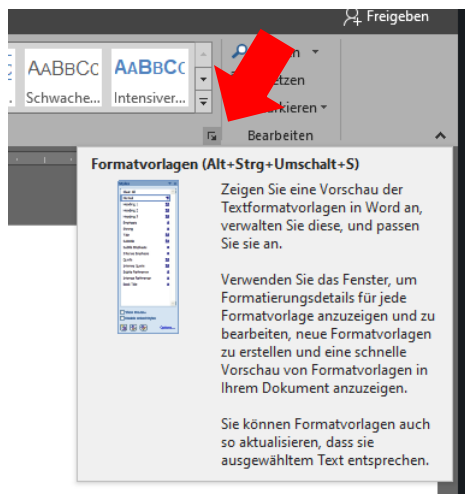 Freigeben
AABBCC AABBCC
Schwache... Intensiver...
Bearbeiten
Formatvorlagen (Alt+Strg+Umschalt+S)
Zeigen Sie eine Vorschau der
Textformatvorlagen in Word an,
verwalten Sie diese, und passen
Sie sie an.
Verwenden Sie das Fenster, um
Formatierungsdetails für jede
Formatvorlage anzuzeigen und zu
bearbeiten, neue Formatvorlagen
zu erstellen und eine schnelle
Vorschau von Formatvorlagen in
Ihrem Dokument anzuzeigen.
Sie können Formatvorlagen auch
so aktualisieren, dass sie
ausgewähltem Text entsprechen.